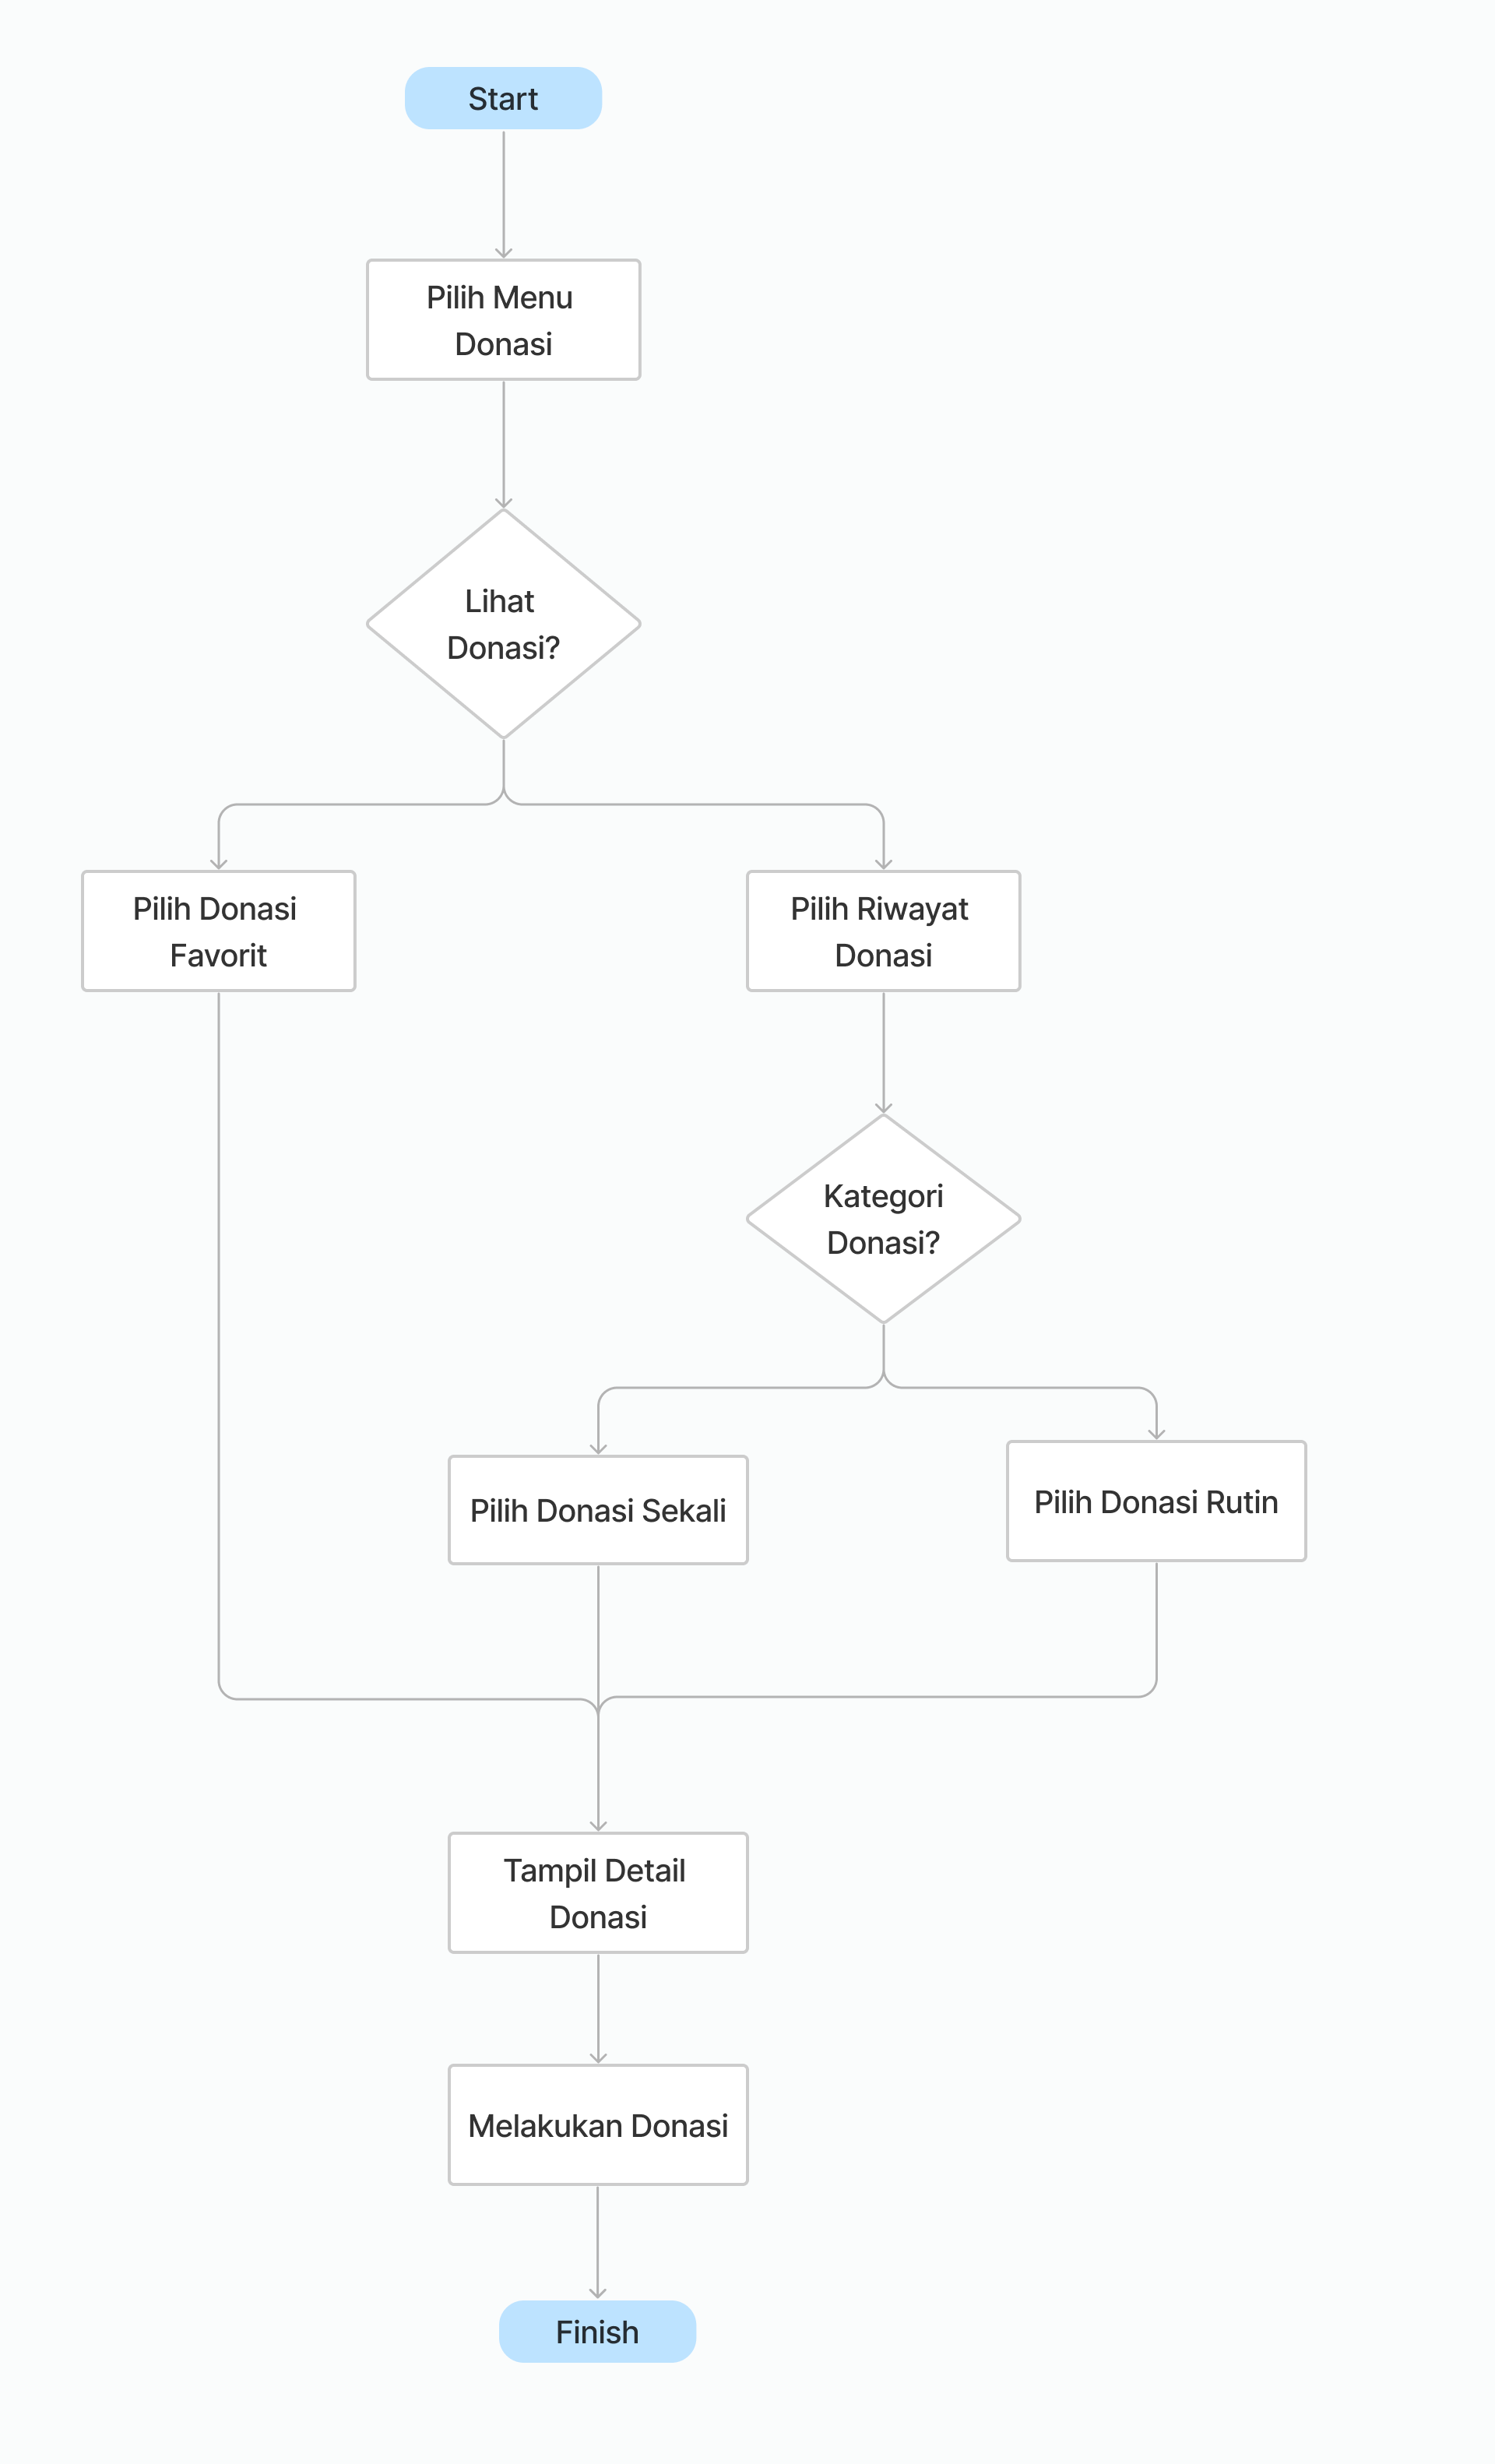 Start
Pilih Menu
Donasi
Lihat
Donasi?
Pilih Donasi
Favorit
Pilih Riwayat
Donasi
Kategori
Donasi?
Pilih Donasi Sekali
Pilih Donasi Rutin
Tampil Detail
Donasi
Melakukan Donasi
Finish